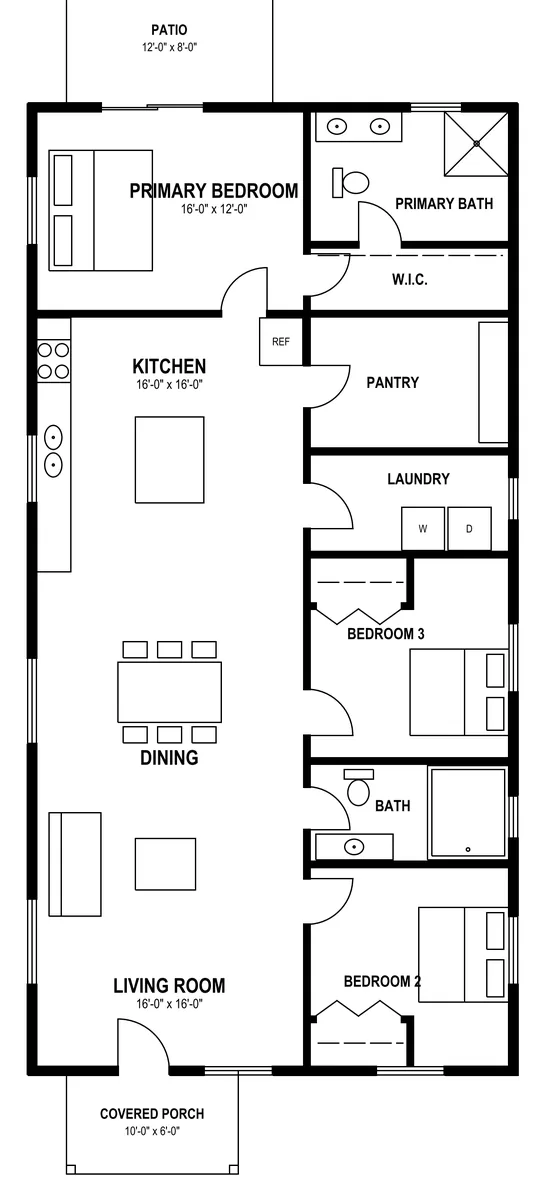 PATIO
12'-0" x 8'-0"
PRIMARY BEDROOM
16'-0" x 12'-0"
PRIMARY BATH
W.I.C.
REF
KITCHEN
16'-0" x 16'-0"
PANTRY
LAUNDRY
W
D
BEDROOM 3
DINING
BATH
LIVING ROOM
16'-0" x 16'-0"
BEDROOM 2
COVERED PORCH
10'-0" x 6'-0"